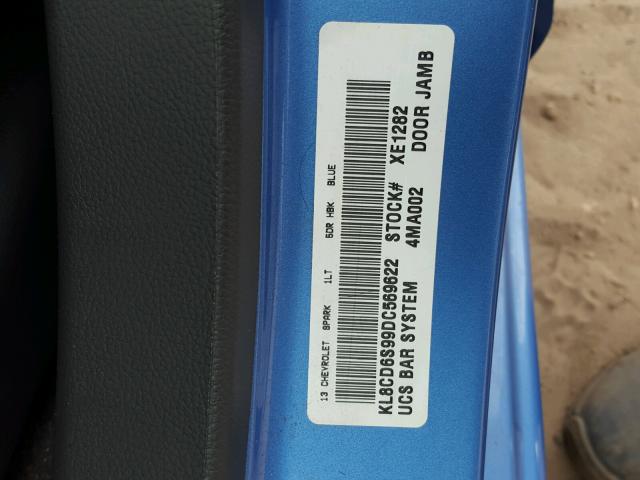 13 CHEVROLET SPARK 1LT 5DR HBK BLUE
KL8CD6S99DC569622 STOCK# XE1282
UCS BAR SYSTEM 4MA002 DOOR JAMB